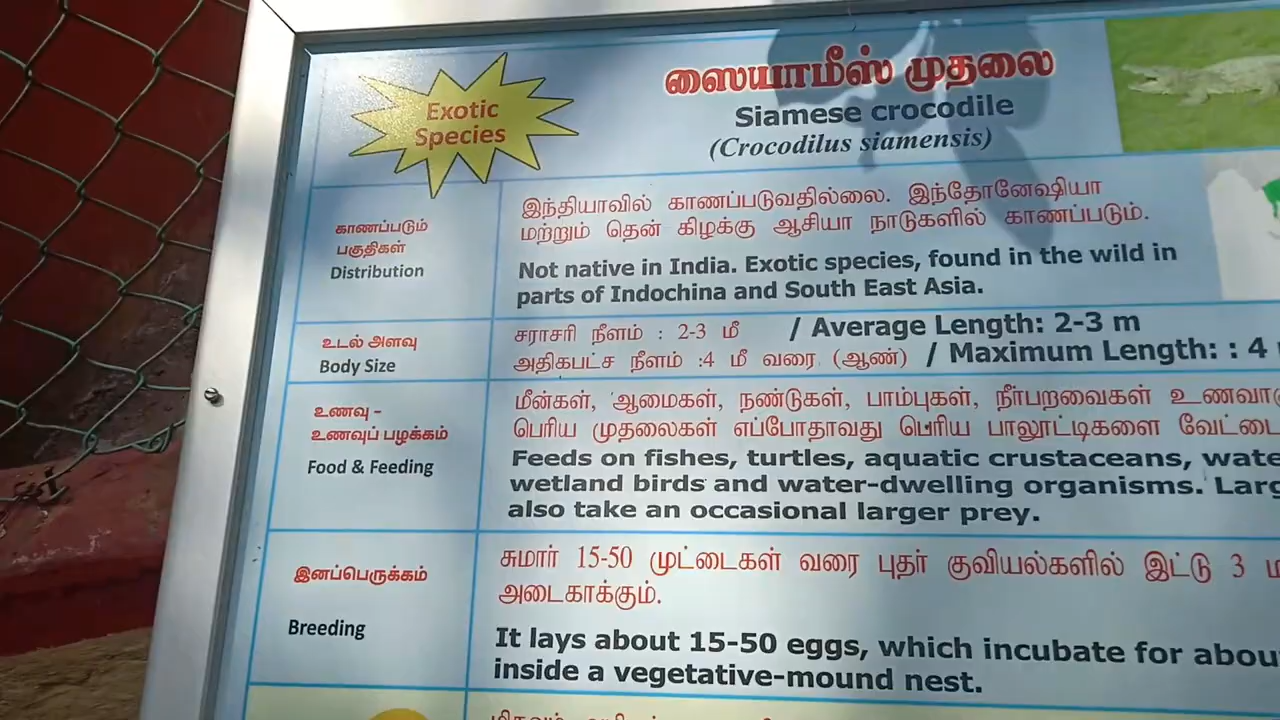 Exotic
Species
ஸையாமீஸ் முதலை
Siamese crocodile
(Crocodilus siamensis)
காணப்படும்
பகுதிகள்
Distribution
இந்தியாவில் காணப்படுவதில்லை. இந்தோனேஷியா
மற்றும் தென் கிழக்கு ஆசியா நாடுகளில் காணப்படும்.
Not native in India. Exotic species, found in the wild in
parts of Indochina and South East Asia.
உடல் அளவு
Body Size
சராசரி நீளம் : 2-3 மீ / Average Length: 2-3 m
அதிகபட்ச நீளம் :4 மீ வரை (ஆண்) / Maximum Length: : 4
உணவு –
உணவுப் பழக்கம்
Food & Feeding
மீன்கள், ஆமைகள், நண்டுகள், பாம்புகள், நீர்பறவைகள்
பெரிய முதலைகள் எப்போதாவது பெரிய பாலூட்டிகளை
Feeds on fishes, turtles, aquatic crustaceans,
wetland birds and water-dwelling organisms.
also take an occasional larger prey.
இனப்பெருக்கம்
Breeding
சுமார் 15-50 முட்டைகள் வரை புதர் குவியல்களில் இட்டு 3
அடைகாக்கும்.
It lays about 15-50 eggs, which incubate for
inside a vegetative-mound nest.